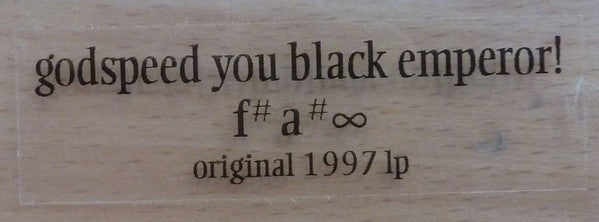 godspeed you black emperor!
f# a#∞
original 1997 lp